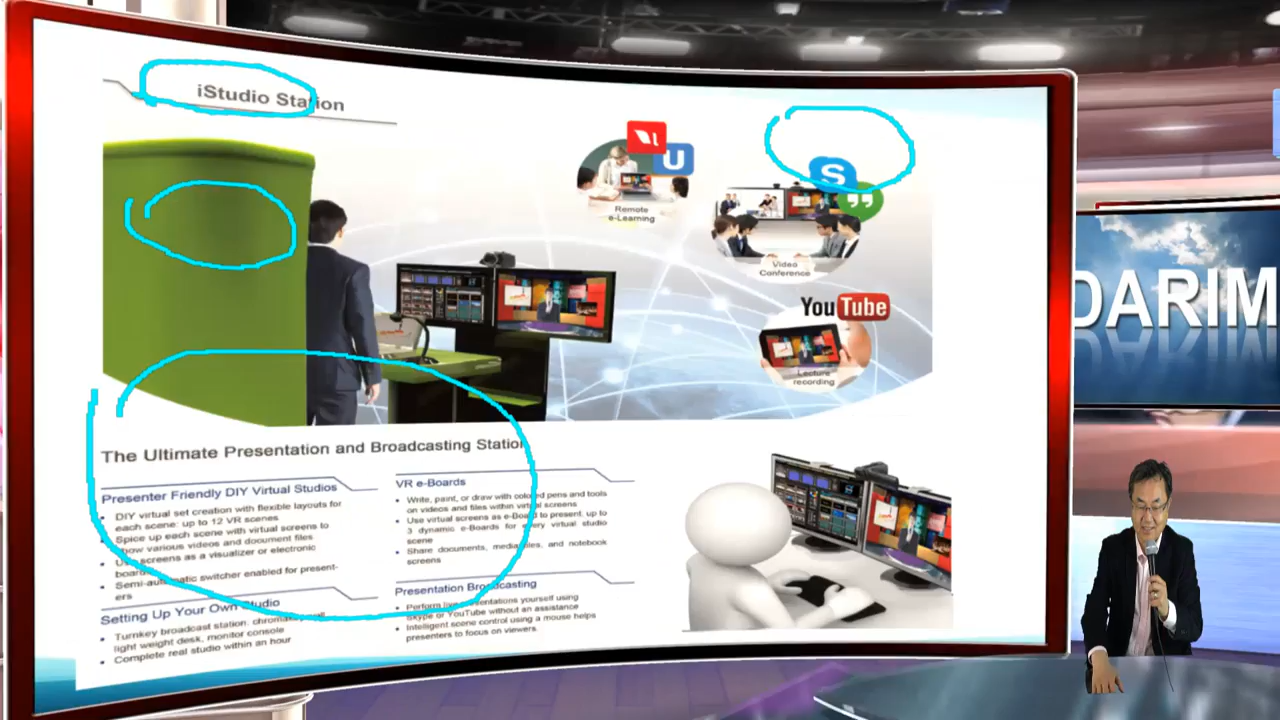 iStudio Station
U
S
Remote
e-Learning
Video
Conference
YouTube
Lecture
recording
DARIM
The Ultimate Presentation and Broadcasting Station
Presenter Friendly DIY Virtual Studios
• DIY virtual set creation with flexible layouts for
each scene: up to 12 VR scenes
• Spice up each scene with virtual screens to
show various videos and document files
• Use screens as a visualizer or electronic
board
• Semi-automatic switcher enabled for present-
ers
Setting Up Your Own Studio
• Turnkey broadcast station: chromakey wall,
light weight desk, monitor console
• Complete real studio within an hour
VR e-Boards
• Write, paint, or draw with colored pens and tools
on videos and files within virtual screens
• Use virtual screens as e-Board to present, up to
3 dynamic e-Boards for every virtual studio
scene
• Share documents, media files, and notebook
screens
Presentation Broadcasting
• Perform live presentations yourself using
Skype or YouTube without an assistance
• Intelligent scene control using a mouse helps
presenters to focus on viewers